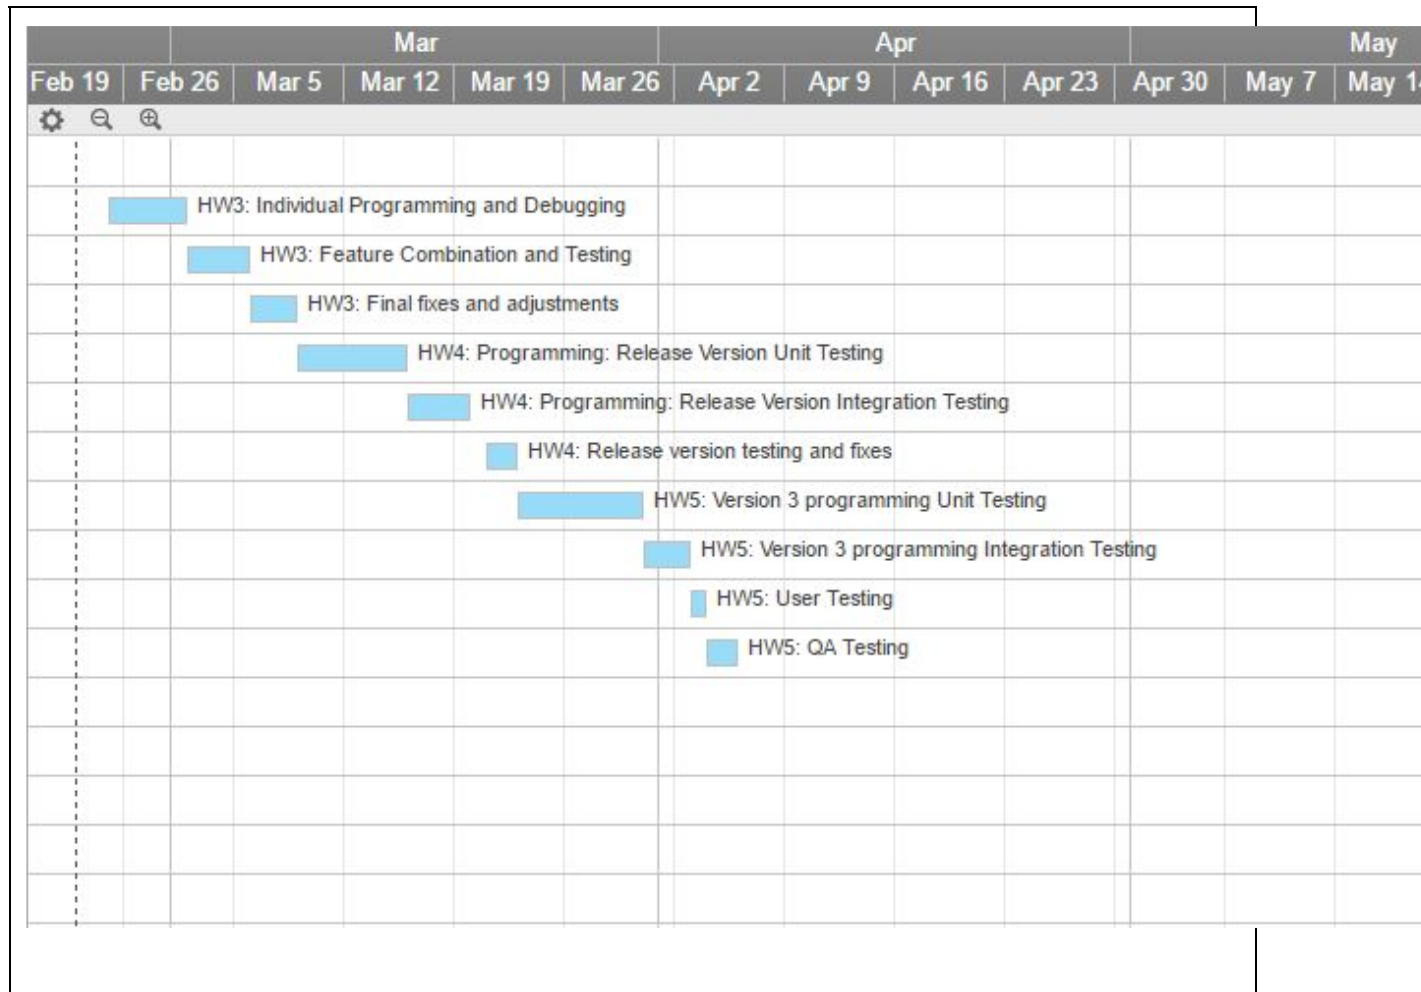 Mar Apr May
Feb 19 Feb 26 Mar 5 Mar 12 Mar 19 Mar 26 Apr 2 Apr 9 Apr 16 Apr 23 Apr 30 May 7 May 14
HW3: Individual Programming and Debugging
HW3: Feature Combination and Testing
HW3: Final fixes and adjustments
HW4: Programming: Release Version Unit Testing
HW4: Programming: Release Version Integration Testing
HW4: Release version testing and fixes
HW5: Version 3 programming Unit Testing
HW5: Version 3 programming Integration Testing
HW5: User Testing
HW5: QA Testing